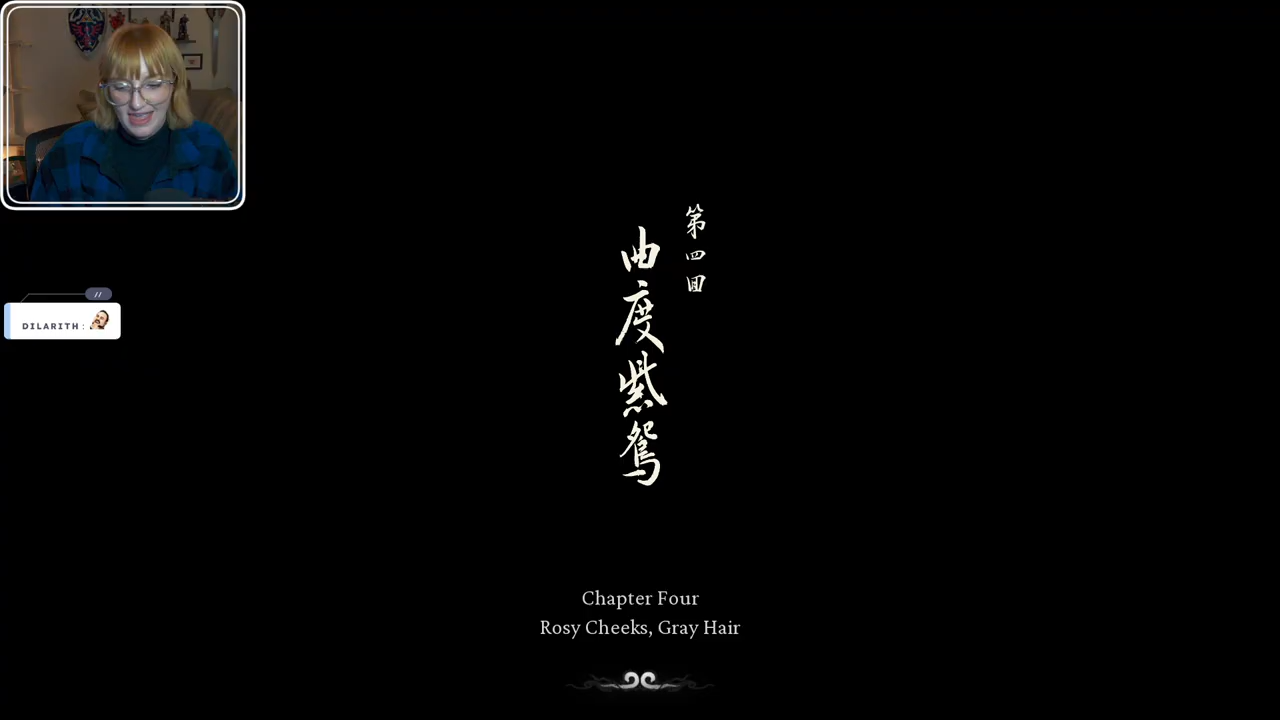 第四回
曲度紫鴛
Chapter Four
Rosy Cheeks, Gray Hair
//
DILARITH: